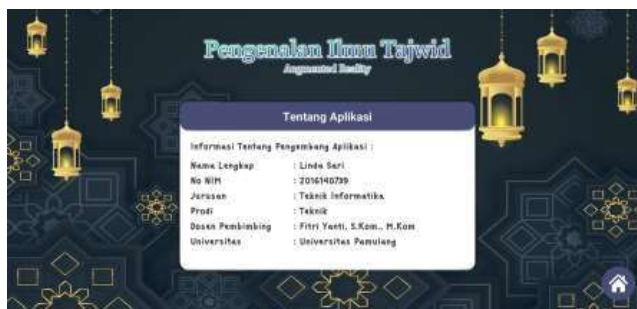 Pengenalan Ilmu Tajwid
Augmented Reality
Tentang Aplikasi
Informasi Tentang Pengembang Aplikasi :
Nama Lengkap : Linda Sari
No NIM : 2016140739
Jurusan : Teknik Informatika
Prodi : Teknik
Dosen Pembimbing : Fitri Yanti, S.Kom., M.Kom
Universitas : Universitas Pamulang